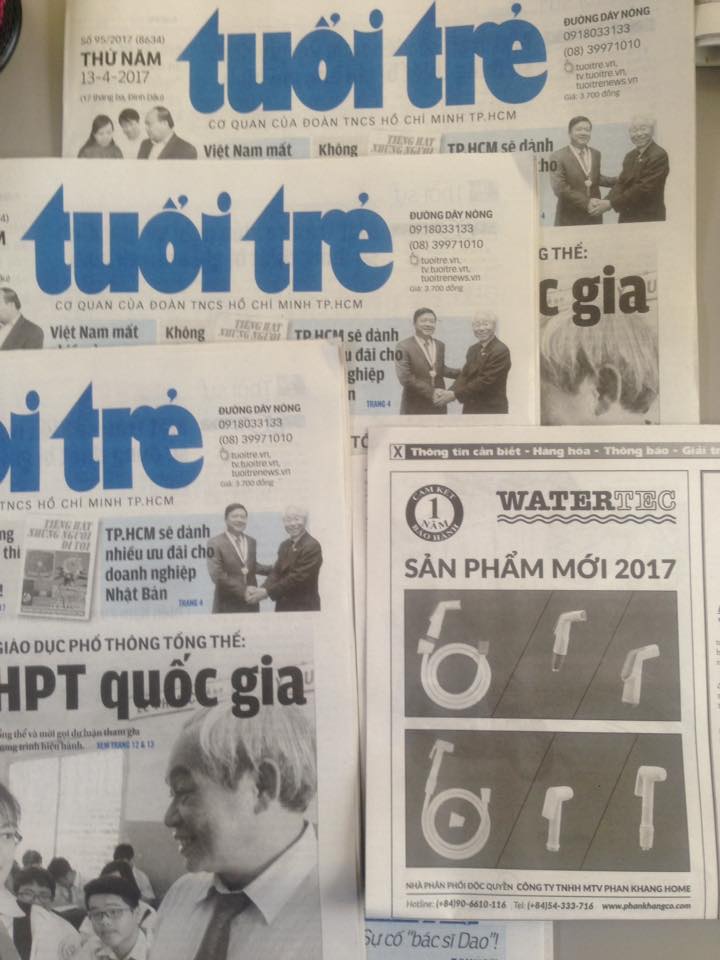 Số 95/2017 (8634)
THỨ NĂM
13-4-2017
(17 tháng ba, Đinh Dậu)
tuổi trẻ
CƠ QUAN CỦA ĐOÀN TNCS HỒ CHÍ MINH TP.HCM
ĐƯỜNG DÂY NÓNG
0918033133
(08) 39971010
tuoitre.vn,
tv.tuoitre.vn,
tuoitrenews.vn
Giá: 3.700 đồng
Việt Nam mất
Không
TIẾNG HÁT
NHỮNG NGƯỜI
TP.HCM sẽ dành
THỂ:
c gia
tuổi trẻ
CƠ QUAN CỦA ĐOÀN TNCS HỒ CHÍ MINH TP.HCM
ĐƯỜNG DÂY NÓNG
0918033133
(08) 39971010
tuoitre.vn,
tv.tuoitre.vn,
tuoitrenews.vn
Giá: 3.700 đồng
Việt Nam mất
Không
TIẾNG HÁT
NHỮNG NGƯỜI
TP.HCM sẽ dành
u đãi cho
ghiệp
n
TRANG 4
ổi trẻ
TNCS HỒ CHÍ MINH TP.HCM
ĐƯỜNG DÂY NÓNG
0918033133
(08) 39971010
tuoitre.vn,
tv.tuoitre.vn,
tuoitrenews.vn
Giá: 3.700 đồng
ng
thi
TIẾNG HÁT
NHỮNG NGƯỜI
ĐI TỚI
TP.HCM sẽ dành
nhiều ưu đãi cho
doanh nghiệp
Nhật Bản
TRANG 4
GIÁO DỤC PHỔ THÔNG TỔNG THỂ:
HPT quốc gia
ổng thể và mời gọi dư luận tham gia
ương trình hiện hành. XEM TRANG 12 & 13
X Thông tin cần biết - Hàng hóa - Thông báo - Giải tr
CAM KẾT
1
NĂM
BẢO HÀNH
WATERTEC
SẢN PHẨM MỚI 2017
NHÀ PHÂN PHỐI ĐỘC QUYỀN CÔNG TY TNHH MTV PHAN KHANG HOME
Hotline: (+84)90-6610-116 Tel: (+84)54-333-716 www.phankhangco.com
Sự cố "bác sĩ Dao"!